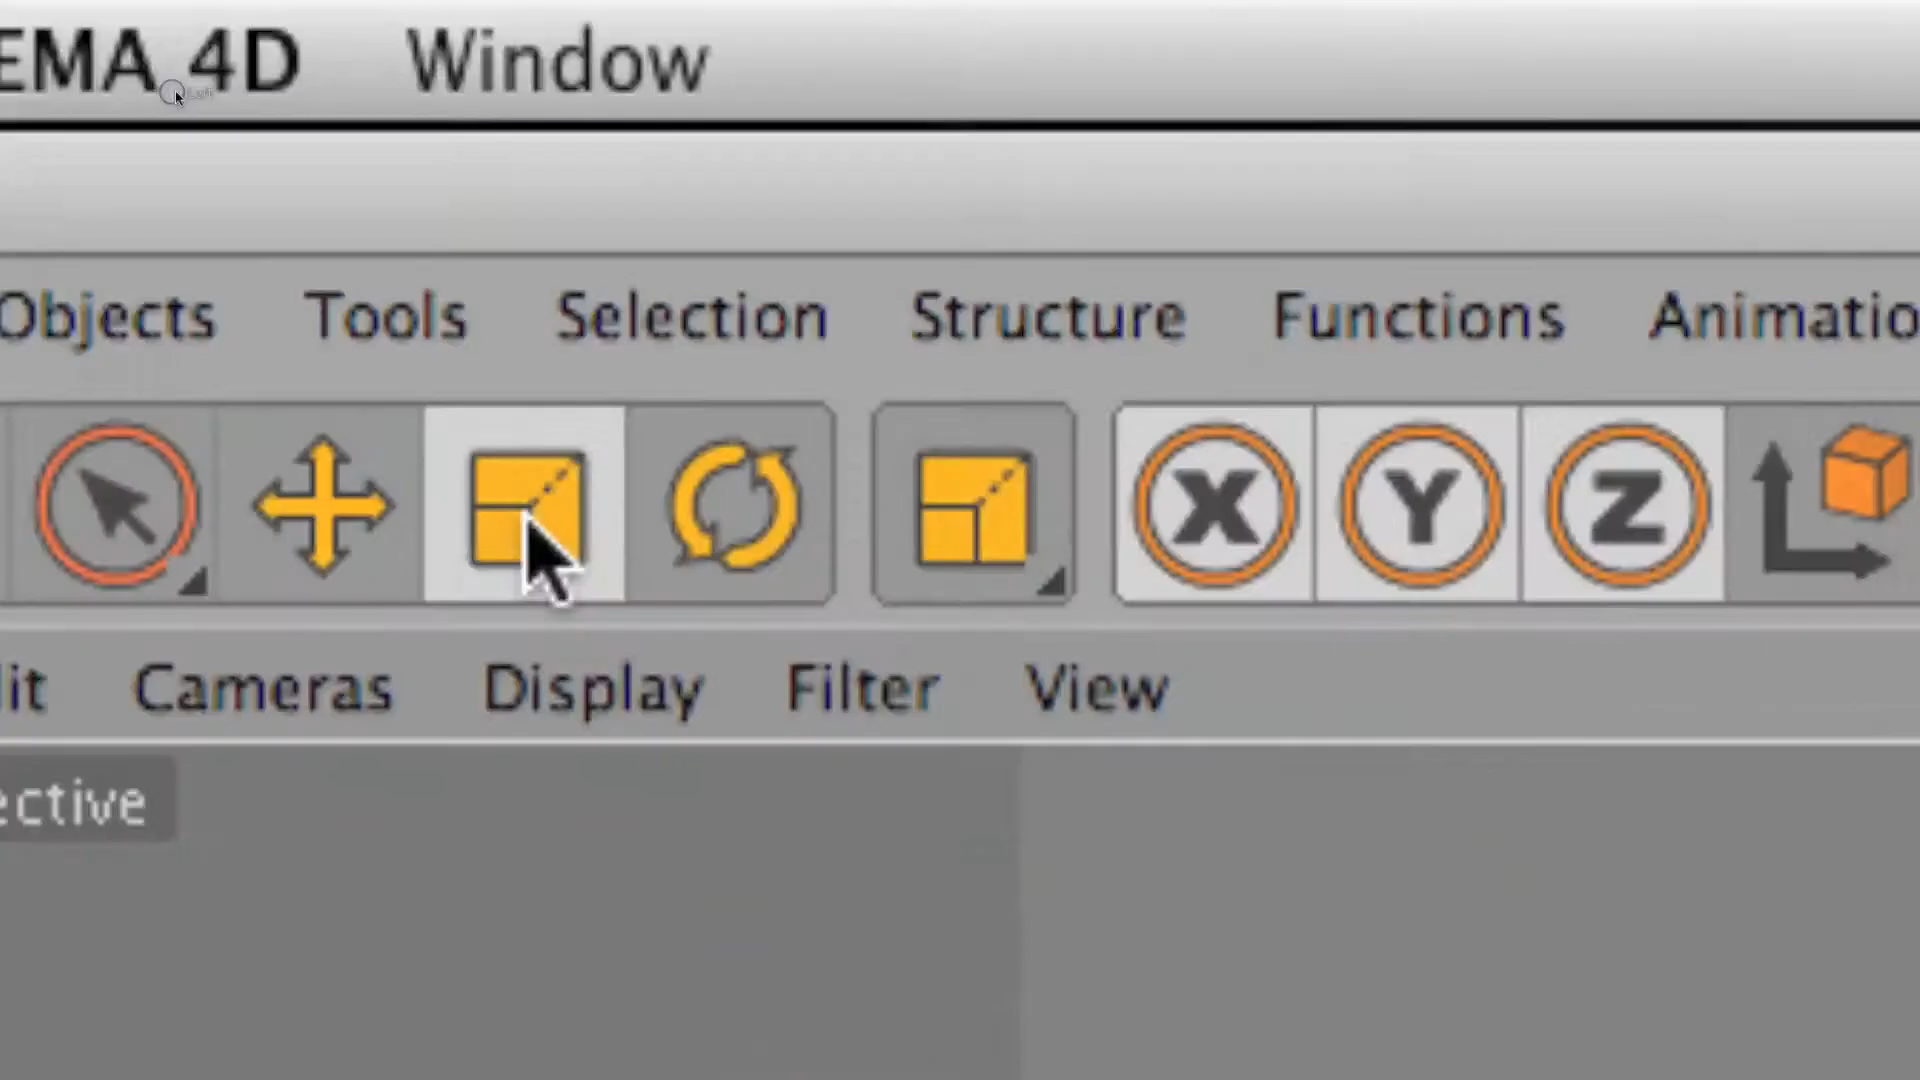 EMA 4D Window
Objects Tools Selection Structure Functions Animatio
X Y Z
lit Cameras Display Filter View
ective